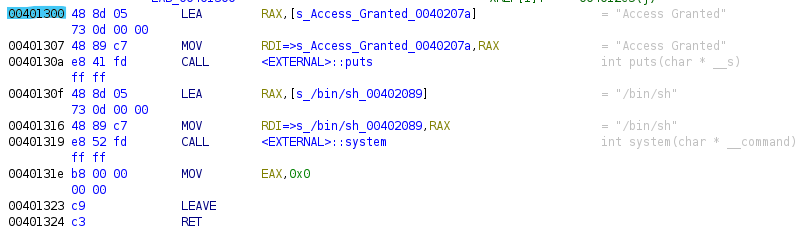 00401300 48 8d 05 LEA RAX,[s_Access_Granted_0040207a] = "Access Granted"
73 0d 00 00
00401307 48 89 c7 MOV RDI=>s_Access_Granted_0040207a,RAX = "Access Granted"
0040130a e8 41 fd CALL <EXTERNAL>::puts int puts(char * __s)
ff ff
0040130f 48 8d 05 LEA RAX,[s_/bin/sh_00402089] = "/bin/sh"
73 0d 00 00
00401316 48 89 c7 MOV RDI=>s_/bin/sh_00402089,RAX = "/bin/sh"
00401319 e8 52 fd CALL <EXTERNAL>::system int system(char * __command)
ff ff
0040131e b8 00 00 MOV EAX,0x0
00 00
00401323 c9 LEAVE
00401324 c3 RET